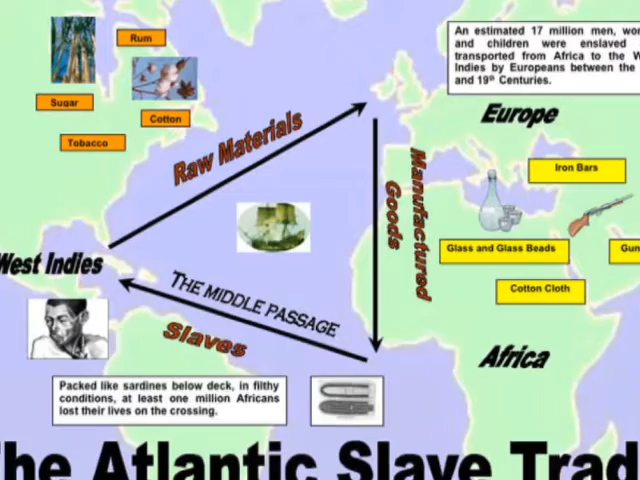 Rum
An estimated 17 million men, wo
and children were enslaved
transported from Africa to the W
Indies by Europeans between the
and 19th Centuries.
Sugar
Cotton
Europe
Tobacco
Raw Materials
Iron Bars
Manufactured
Goods
Glass and Glass Beads
Gun
West Indies
Cotton Cloth
THE MIDDLE PASSAGE
Slaves
Africa
Packed like sardines below deck, in filthy
conditions, at least one million Africans
lost their lives on the crossing.
The Atlantic Slave Trad